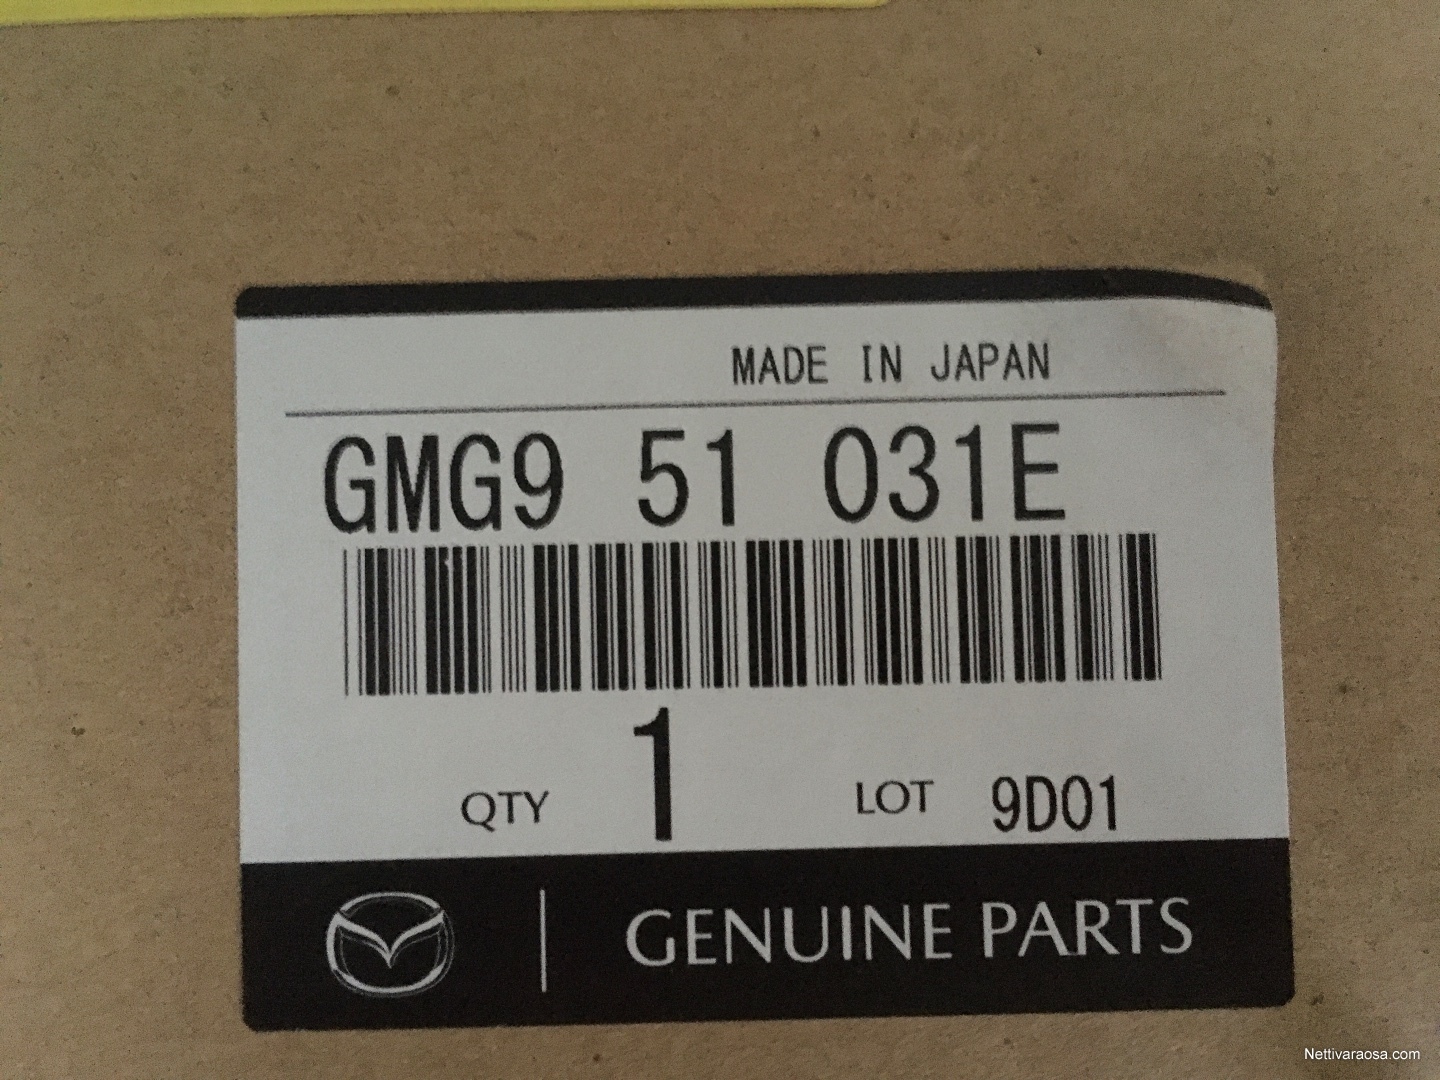 MADE IN JAPAN
GMG9 51 031E
QTY 1 LOT 9D01
GENUINE PARTS
Nettivaraosa.com